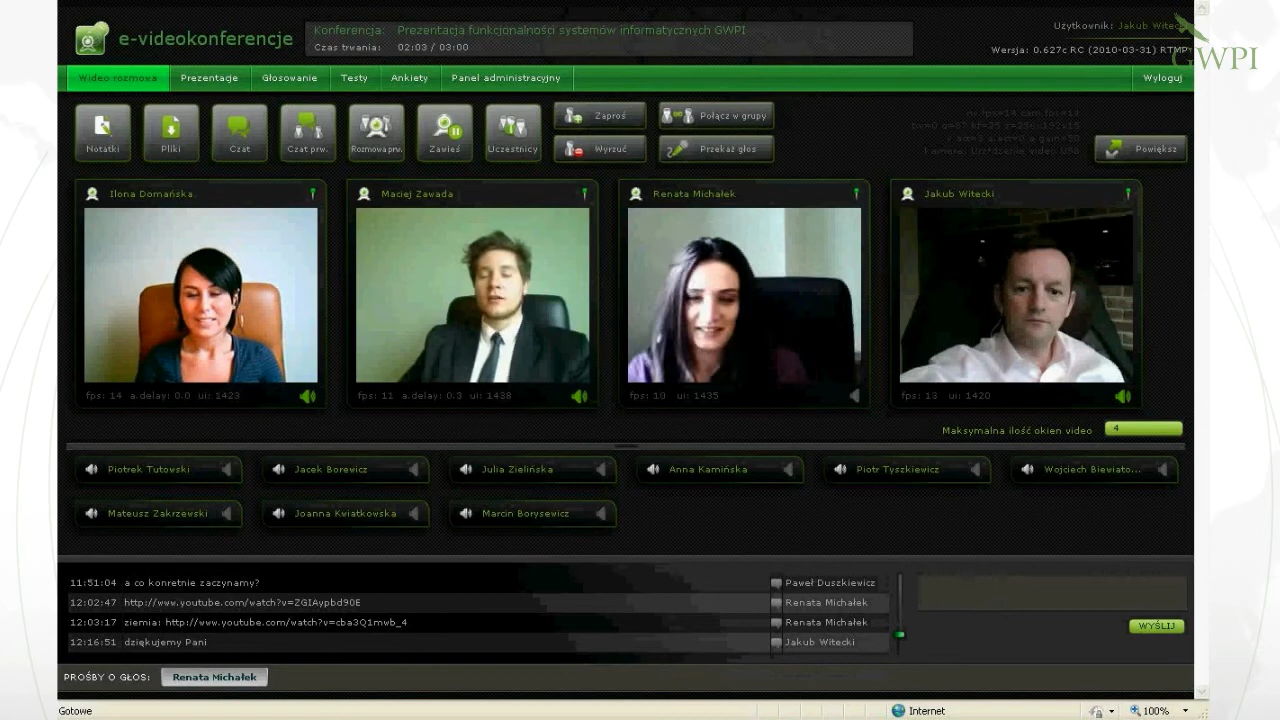 e-videokonferencje
Konferencja: Prezentacja funkcjonalności systemów informatycznych GWPI
Czas trwania: 02:03 / 03:00
Użytkownik: Jakub Witecki
Wersja: 0.627c RC (2010-03-31) RTMP
GWPI
Wideo rozmowa Prezentacje Głosowanie Testy Ankiety Panel administracyjny Wyloguj
Notatki Pliki Czat Czat prw. Rozmowa prw. Zawieś Uczestnicy
Zaproś Połącz w grupy
Wyrzuć Przekaż głos
Powiększ
Ilona Domańska
Maciej Zawada
Renata Michałek
Jakub Witecki
fps: 14 a.delay: 0.0 ui: 1423
fps: 11 a.delay: 0.3 ui: 1438
fps: 10 ui: 1435
fps: 13 ui: 1420
Maksymalna ilość okien video 4
Piotrek Tutowski Jacek Borewicz Julia Zielińska Anna Kamińska Piotr Tyszkiewicz Wojciech Biewiato...
Mateusz Zakrzewski Joanna Kwiatkowska Marcin Borysewicz
11:51:04 a co konretnie zaczynamy? Paweł Duszkiewicz
12:02:47 http://www.youtube.com/watch?v=ZGIAypbd90E Renata Michałek
12:03:17 ziemia: http://www.youtube.com/watch?v=cba3Q1mwb_4 Renata Michałek
12:16:51 dziękujemy Pani Jakub Witecki
WYŚLIJ
PROŚBY O GŁOS: Renata Michałek
Gotowe Internet 100%